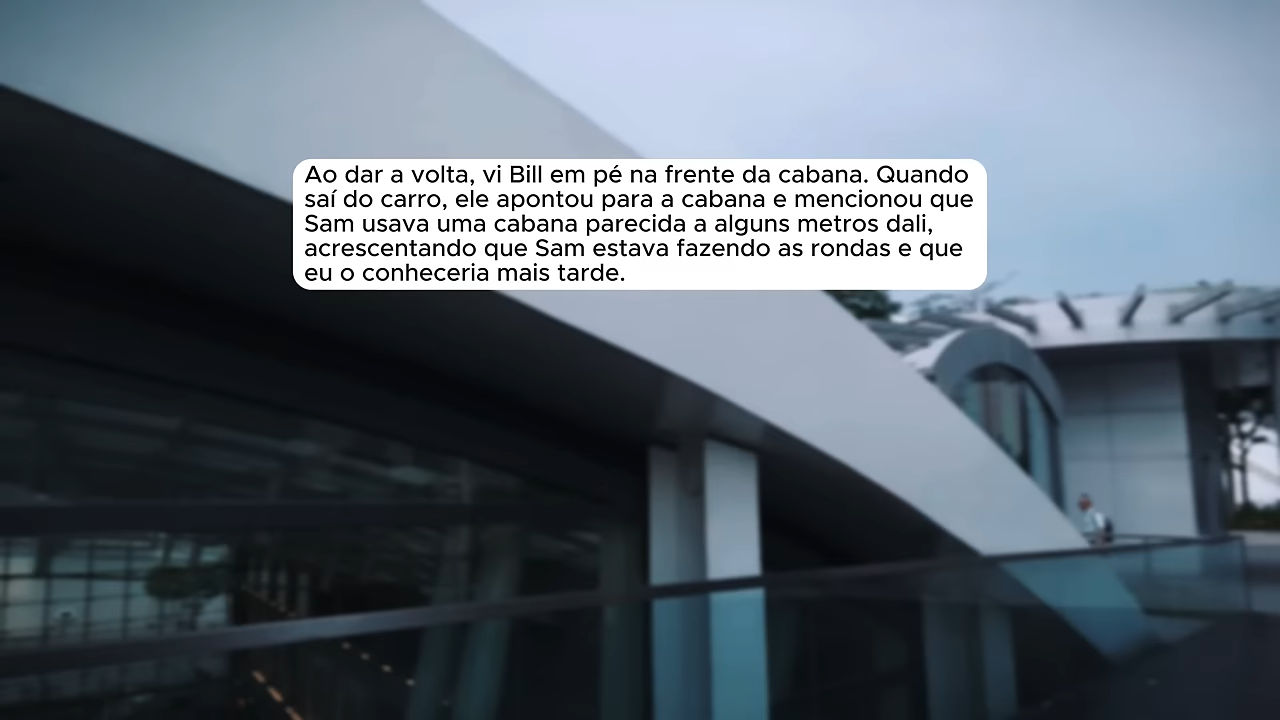 Ao dar a volta, vi Bill em pé na frente da cabana. Quando
saí do carro, ele apontou para a cabana e mencionou que
Sam usava uma cabana parecida a alguns metros dali,
acrescentando que Sam estava fazendo as rondas e que
eu o conheceria mais tarde.